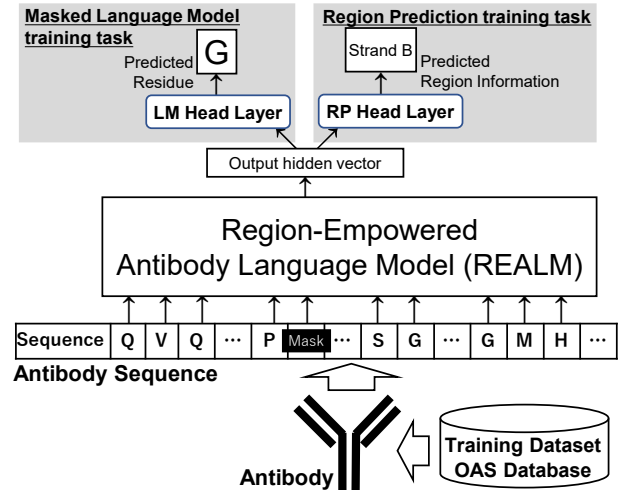 Masked Language Model
training task
Region Prediction training task
Predicted
Residue
G
Strand B
Predicted
Region Information
LM Head Layer
RP Head Layer
Output hidden vector
Region-Empowered
Antibody Language Model (REALM)
Sequence Q V Q ... P Mask ... S G ... G M H ...
Antibody Sequence
Antibody
Training Dataset
OAS Database